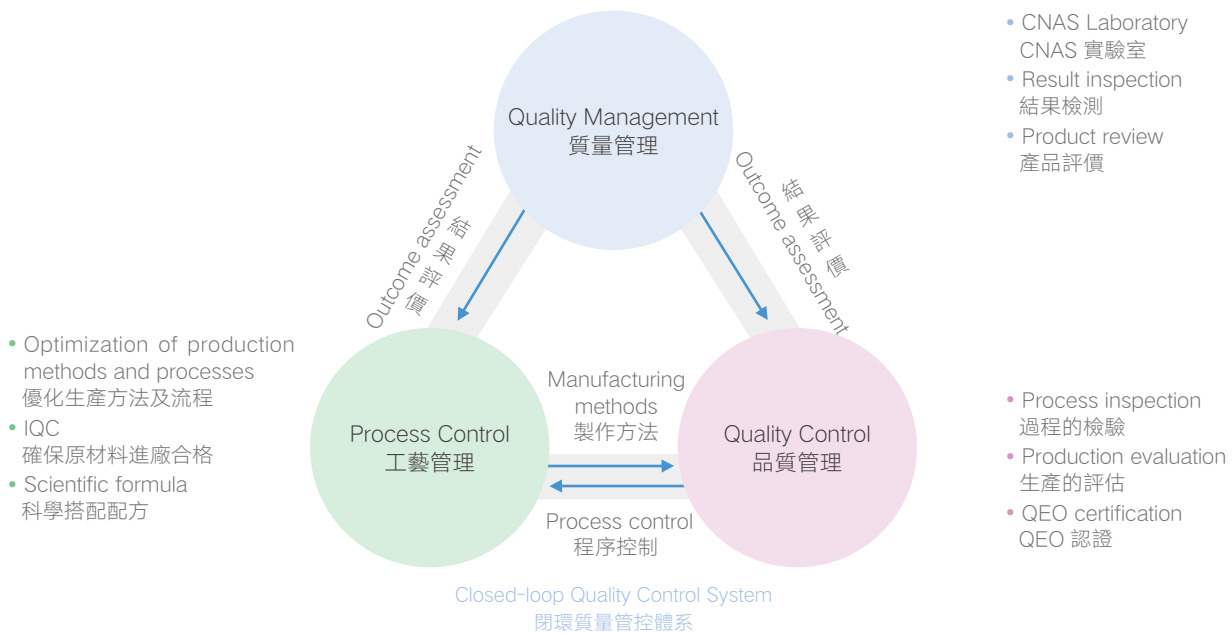 • CNAS Laboratory
CNAS 實驗室
• Result inspection
結果檢測
• Product review
產品評價
Quality Management
質量管理
Outcome assessment
結果評價
結果評價
Outcome assessment
• Optimization of production
methods and processes
優化生產方法及流程
• IQC
確保原材料進廠合格
• Scientific formula
科學搭配配方
Process Control
工藝管理
Manufacturing
methods
製作方法
Quality Control
品質管理
Process control
程序控制
• Process inspection
過程的檢驗
• Production evaluation
生產的評估
• QEO certification
QEO 認證
Closed-loop Quality Control System
閉環質量管控體系